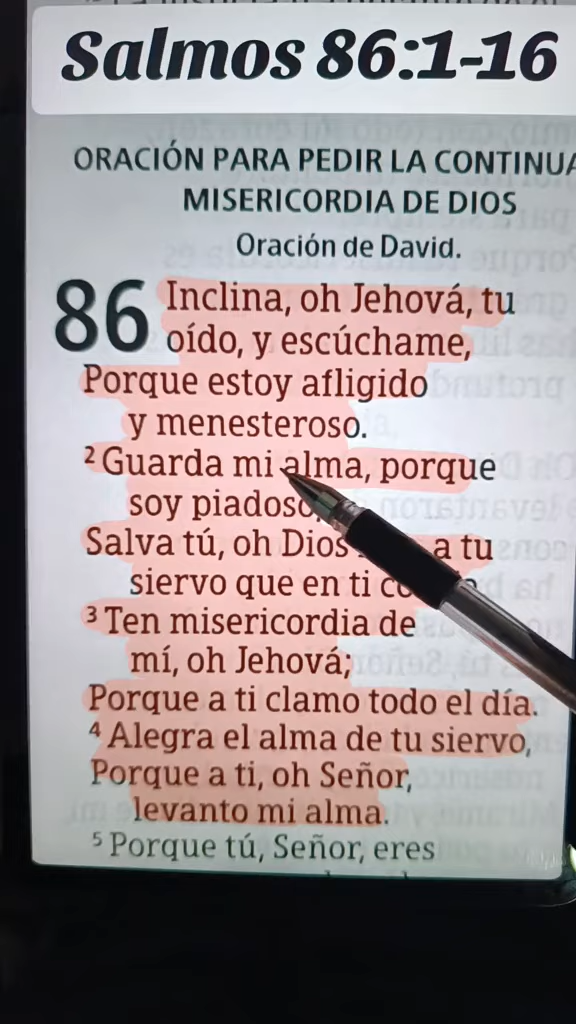 Salmos 86:1-16
ORACIÓN PARA PEDIR LA CONTINUA
MISERICORDIA DE DIOS
Oración de David.
86 Inclina, oh Jehová, tu
oído, y escúchame,
Porque estoy afligido
y menesteroso.
2 Guarda mi alma, porque
soy piadoso,
Salva tú, oh Dios a tu
siervo que en ti
3 Ten misericordia de
mí, oh Jehová;
Porque a ti clamo todo el día.
4 Alegra el alma de tu siervo,
Porque a ti, oh Señor,
levanto mi alma.
5 Porque tú, Señor, eres